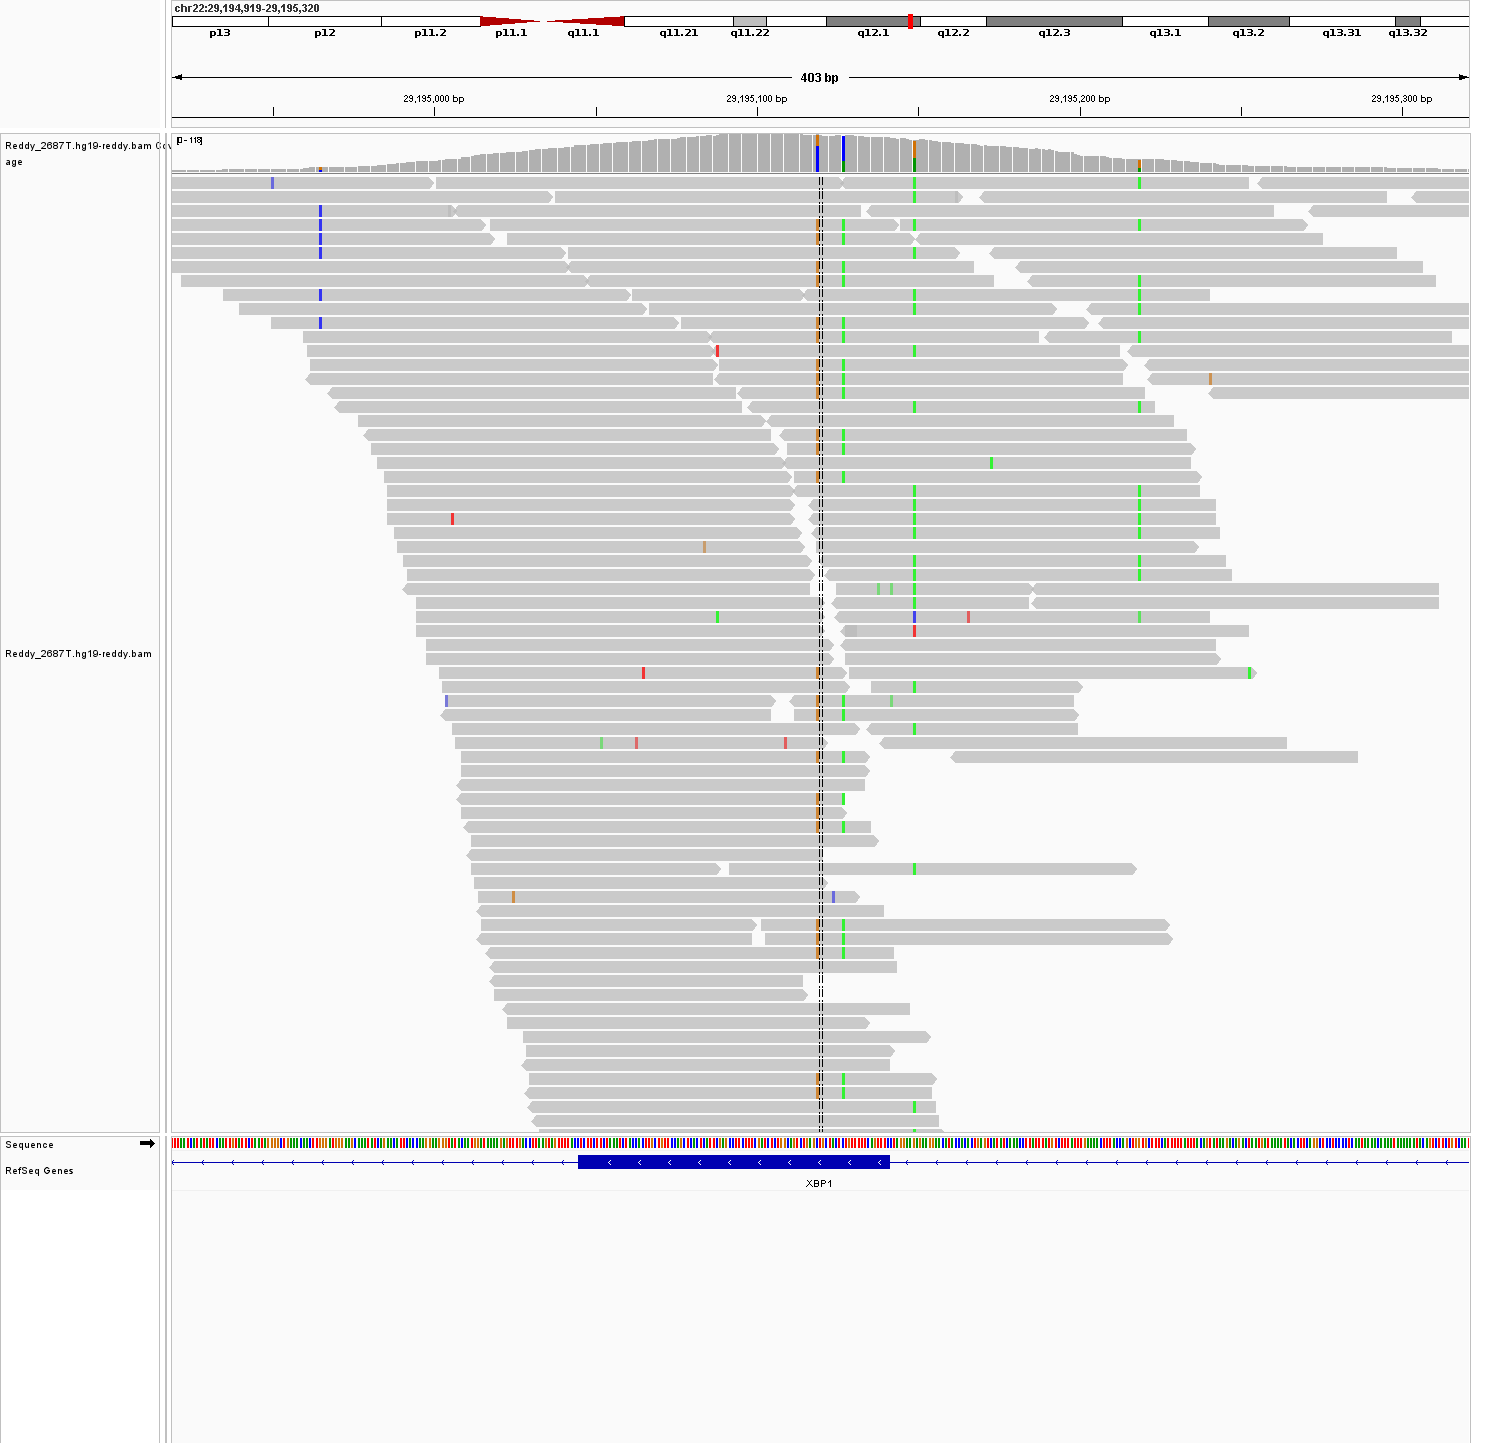 chr22:29,194,919-29,195,320
p13 p12 p11.2 p11.1 q11.1 q11.21 q11.22 q12.1 q12.2 q12.3 q13.1 q13.2 q13.31 q13.32
403 bp
29,195,000 bp 29,195,100 bp 29,195,200 bp 29,195,300 bp
Reddy_2687T.hg19-reddy.bam Cov
age
[0 - 118]
Reddy_2687T.hg19-reddy.bam
Sequence
RefSeq Genes
XBP1